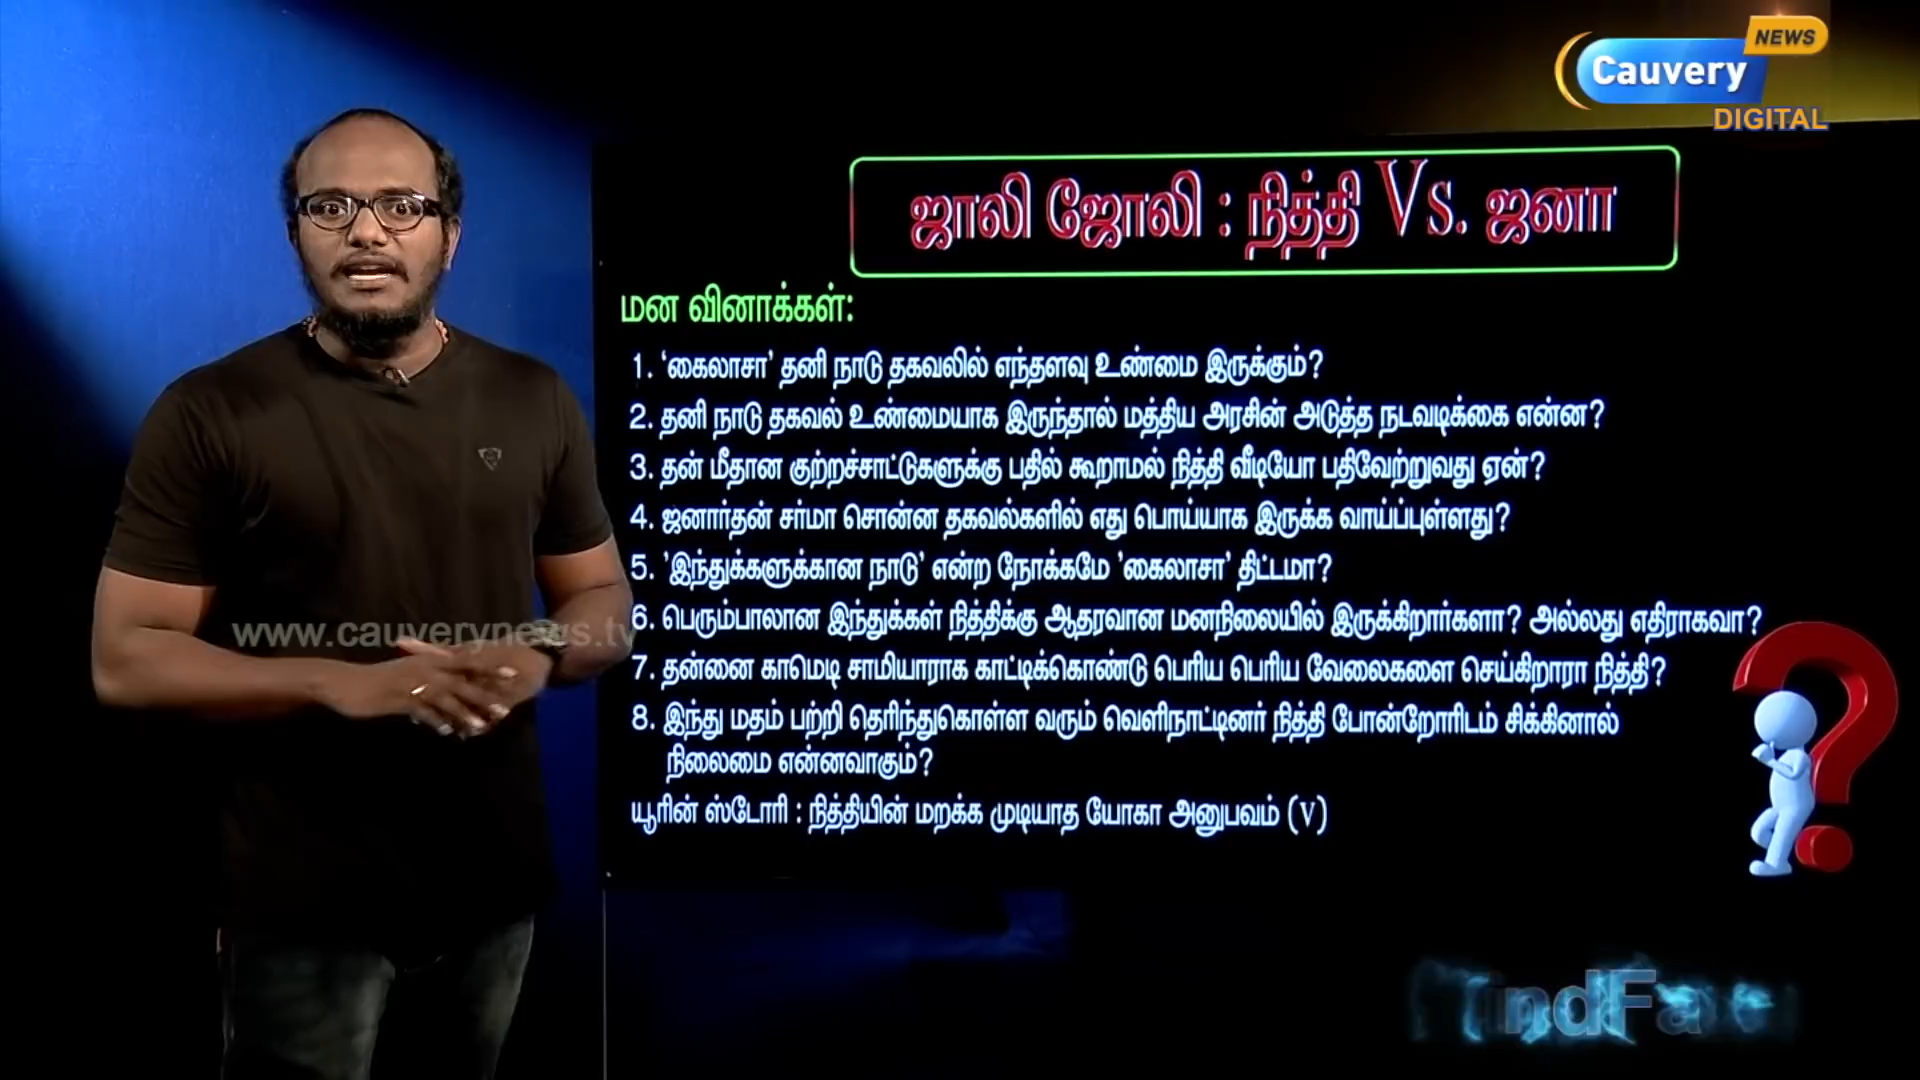 NEWS
Cauvery
DIGITAL
ஜாலி ஜோலி : நித்தி Vs. ஜனா
மன வினாக்கள்:
1. ‘கைலாசா’ தனி நாடு தகவலில் எந்தளவு உண்மை இருக்கும்?
2. தனி நாடு தகவல் உண்மையாக இருந்தால் மத்திய அரசின் அடுத்த நடவடிக்கை என்ன?
3. தன் மீதான குற்றச்சாட்டுகளுக்கு பதில் கூறாமல் நித்தி வீடியோ பதிவேற்றுவது ஏன்?
4. ஜனார்தன் சர்மா சொன்ன தகவல்களில் எது பொய்யாக இருக்க வாய்ப்புள்ளது?
5. ’இந்துக்களுக்கான நாடு’ என்ற நோக்கமே ’கைலாசா’ திட்டமா?
6. பெரும்பாலான இந்துக்கள் நித்திக்கு ஆதரவான மனநிலையில் இருக்கிறார்களா? அல்லது எதிராகவா?
www.cauverynews.tv
7. தன்னை காமெடி சாமியாராக காட்டிக்கொண்டு பெரிய பெரிய வேலைகளை செய்கிறாரா நித்தி?
8. இந்து மதம் பற்றி தெரிந்துகொள்ள வரும் வெளிநாட்டினர் நித்தி போன்றோரிடம் சிக்கினால்
நிலைமை என்னவாகும்?
யூரின் ஸ்டோரி : நித்தியின் மறக்க முடியாத யோகா அனுபவம் (V)